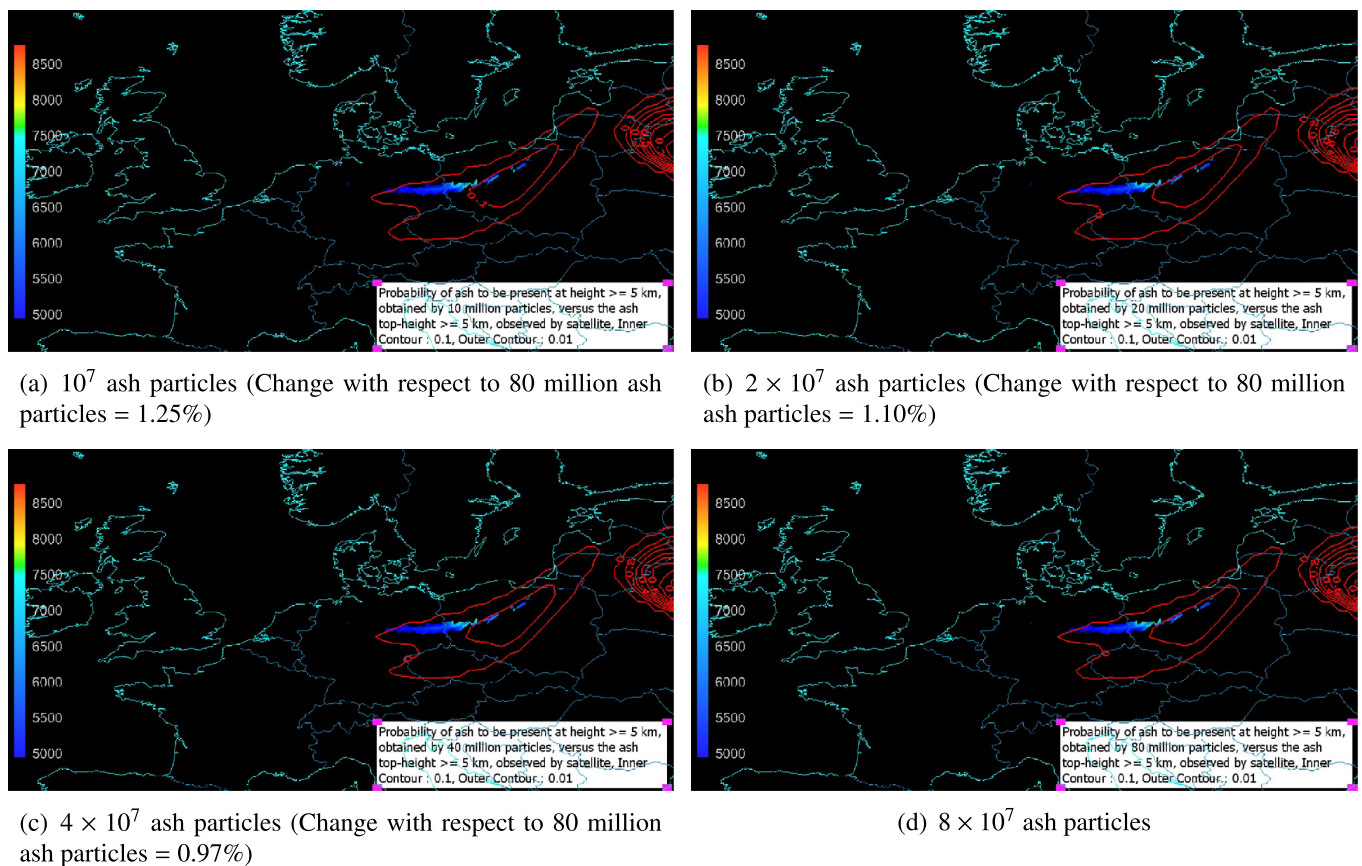 8500
8000
7500
7000
6500
6000
5500
5000
0.1
Probability of ash to be present at height >= 5 km,
obtained by 10 million particles, versus the ash
top-height >= 5 km, observed by satellite, Inner
Contour : 0.1, Outer Contour : 0.01
(a) 10⁷ ash particles (Change with respect to 80 million ash
particles = 1.25%)
8500
8000
7500
7000
6500
6000
5500
5000
Probability of ash to be present at height >= 5 km,
obtained by 20 million particles, versus the ash
top-height >= 5 km, observed by satellite, Inner
Contour : 0.1, Outer Contour : 0.01
(b) 2 × 10⁷ ash particles (Change with respect to 80 million
ash particles = 1.10%)
8500
8000
7500
7000
6500
6000
5500
5000
Probability of ash to be present at height >= 5 km,
obtained by 40 million particles, versus the ash
top-height >= 5 km, observed by satellite, Inner
Contour : 0.1, Outer Contour : 0.01
(c) 4 × 10⁷ ash particles (Change with respect to 80 million
ash particles = 0.97%)
8500
8000
7500
7000
6500
6000
5500
5000
Probability of ash to be present at height >= 5 km,
obtained by 80 million particles, versus the ash
top-height >= 5 km, observed by satellite, Inner
Contour : 0.1, Outer Contour : 0.01
(d) 8 × 10⁷ ash particles